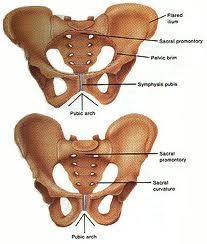 Flared
ilium
Sacral promontory
Pelvic brim
Symphysis pubis
Pubic arch
Sacral
promontory
Sacral
curvature
Pubic arch